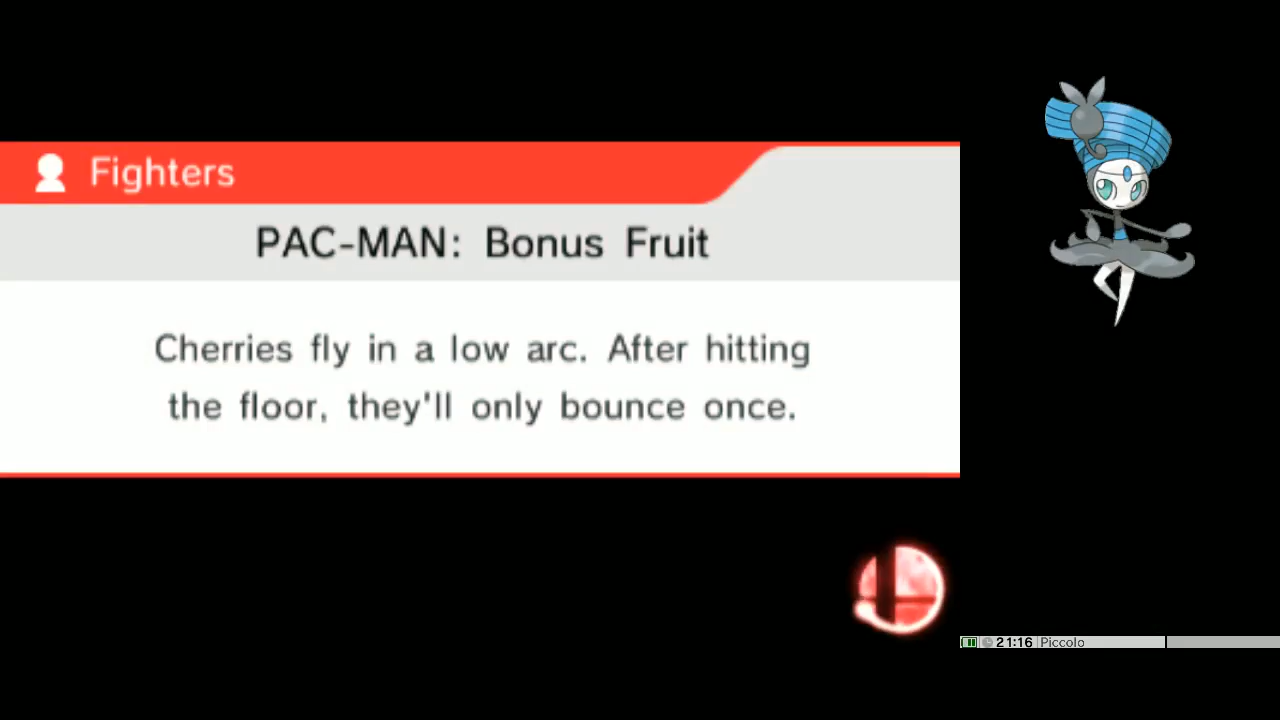 Fighters
PAC-MAN: Bonus Fruit
Cherries fly in a low arc. After hitting
the floor, they'll only bounce once.
21:16 Piccolo